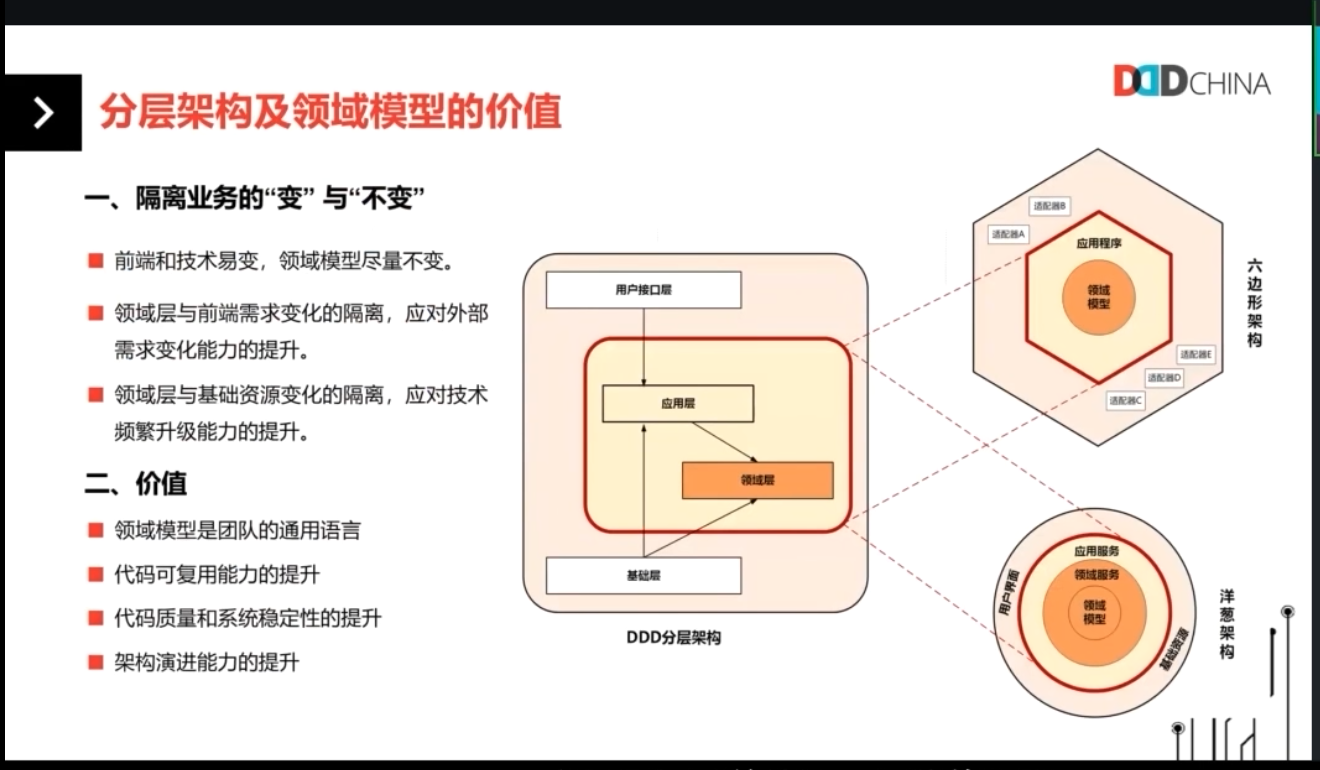 DDDCHINA
分层架构及领域模型的价值
一、隔离业务的“变” 与“不变”
前端和技术易变，领域模型尽量不变。
领域层与前端需求变化的隔离，应对外部
需求变化能力的提升。
领域层与基础资源变化的隔离，应对技术
频繁升级能力的提升。
二、价值
领域模型是团队的通用语言
代码可复用能力的提升
代码质量和系统稳定性的提升
架构演进能力的提升
用户接口层
应用层
领域层
基础层
DDD分层架构
适配器B
适配器A
应用程序
领域
模型
适配器E
适配器D
适配器C
六边形架构
应用服务
领域服务
领域
模型
用户界面
基础资源
洋葱架构